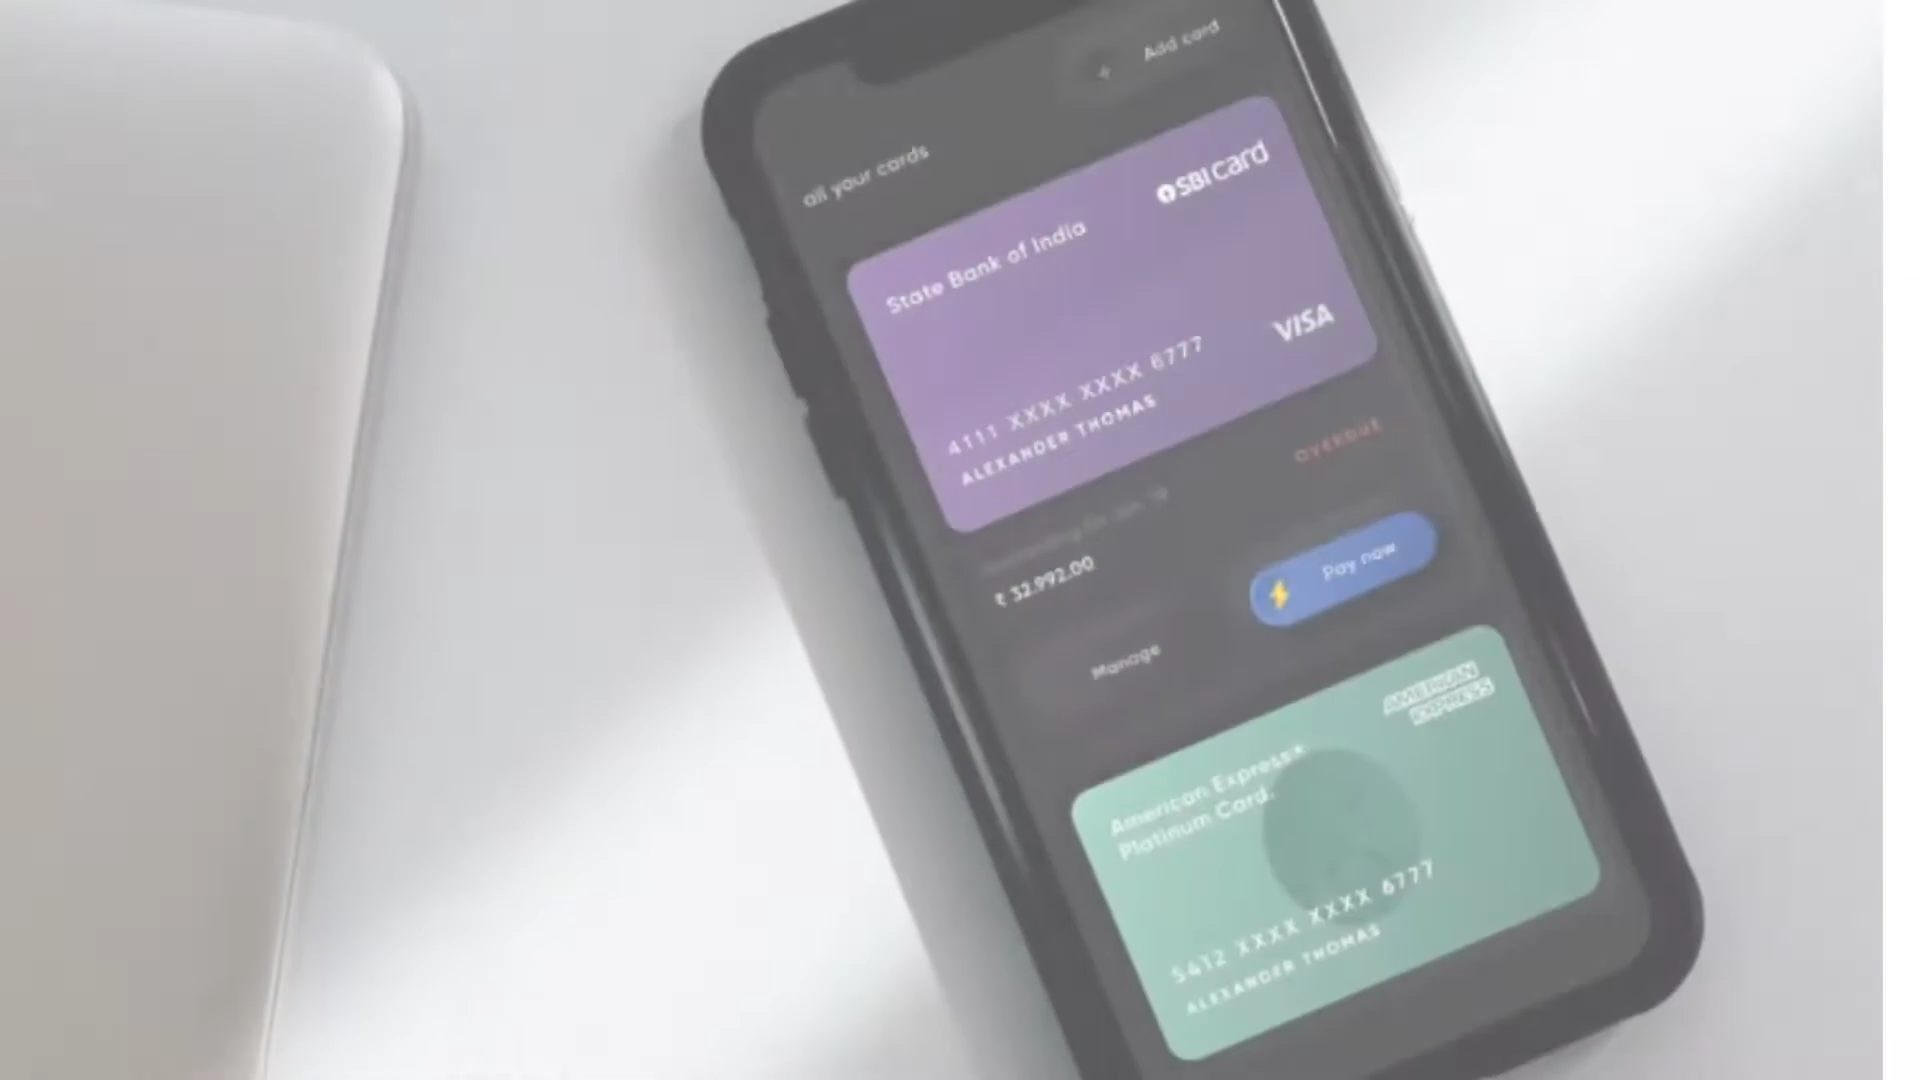 Add card
all your cards
SBI card
State Bank of India
VISA
4111 XXXX XXXX 6777
ALEXANDER THOMAS
OVERDUE
₹ 32,992.00
Pay now
Manage
AMERICAN
EXPRESS
American Express®
Platinum Card.
5412 XXXX XXXX 6777
ALEXANDER THOMAS